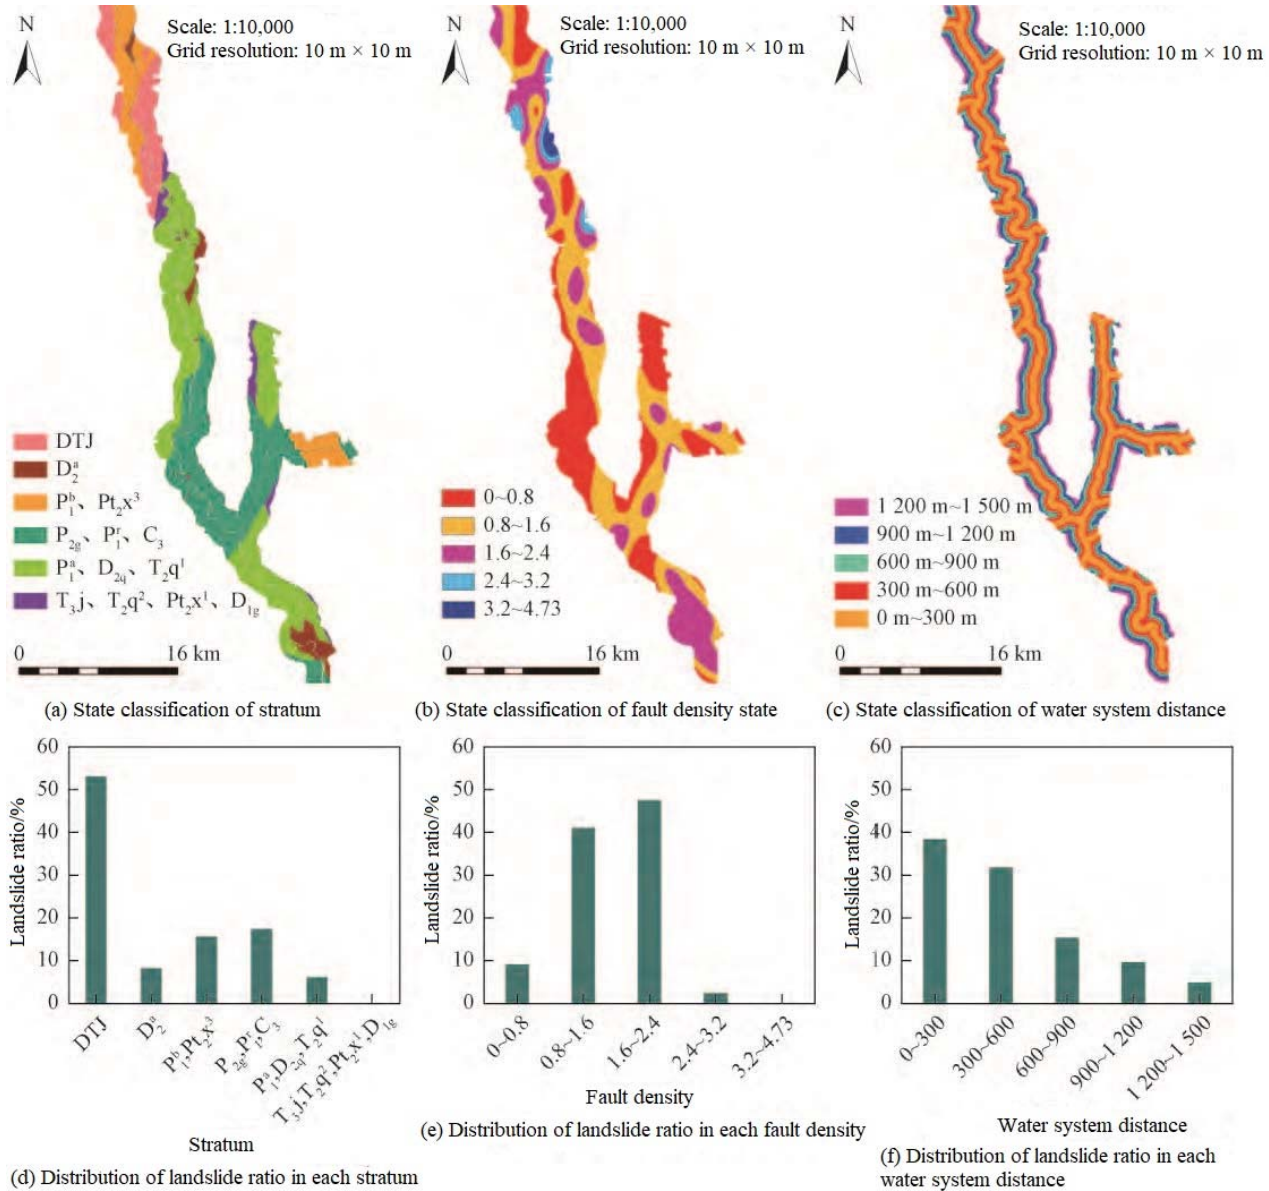 N
Scale: 1:10,000
Grid resolution: 10 m × 10 m
DTJ
D₂ᵃ
P₁ᵇ、Pt₂x³
P₂g、P₁ʳ、C₃
P₁ᵃ、D₂q、T₂q¹
T₃j、T₂q²、Pt₂x¹、D₁g
0 16 km
(a) State classification of stratum
N
Scale: 1:10,000
Grid resolution: 10 m × 10 m
0~0.8
0.8~1.6
1.6~2.4
2.4~3.2
3.2~4.73
0 16 km
(b) State classification of fault density state
N
Scale: 1:10,000
Grid resolution: 10 m × 10 m
1 200 m~1 500 m
900 m~1 200 m
600 m~900 m
300 m~600 m
0 m~300 m
0 16 km
(c) State classification of water system distance
Landslide ratio/%
60
50
40
30
20
10
0
DTJ
D₂ᵃ
P₁ᵇ,Pt₂x³
P₂g,P₁ʳ,C₃
P₁ᵃ,D₂q,T₂q¹
T₃j,T₂q²,Pt₂x¹,D₁g
Stratum
(d) Distribution of landslide ratio in each stratum
Landslide ratio/%
60
50
40
30
20
10
0
0~0.8
0.8~1.6
1.6~2.4
2.4~3.2
3.2~4.73
Fault density
(e) Distribution of landslide ratio in each fault density
Landslide ratio/%
60
50
40
30
20
10
0
0~300
300~600
600~900
900~1 200
1 200~1 500
Water system distance
(f) Distribution of landslide ratio in each
water system distance